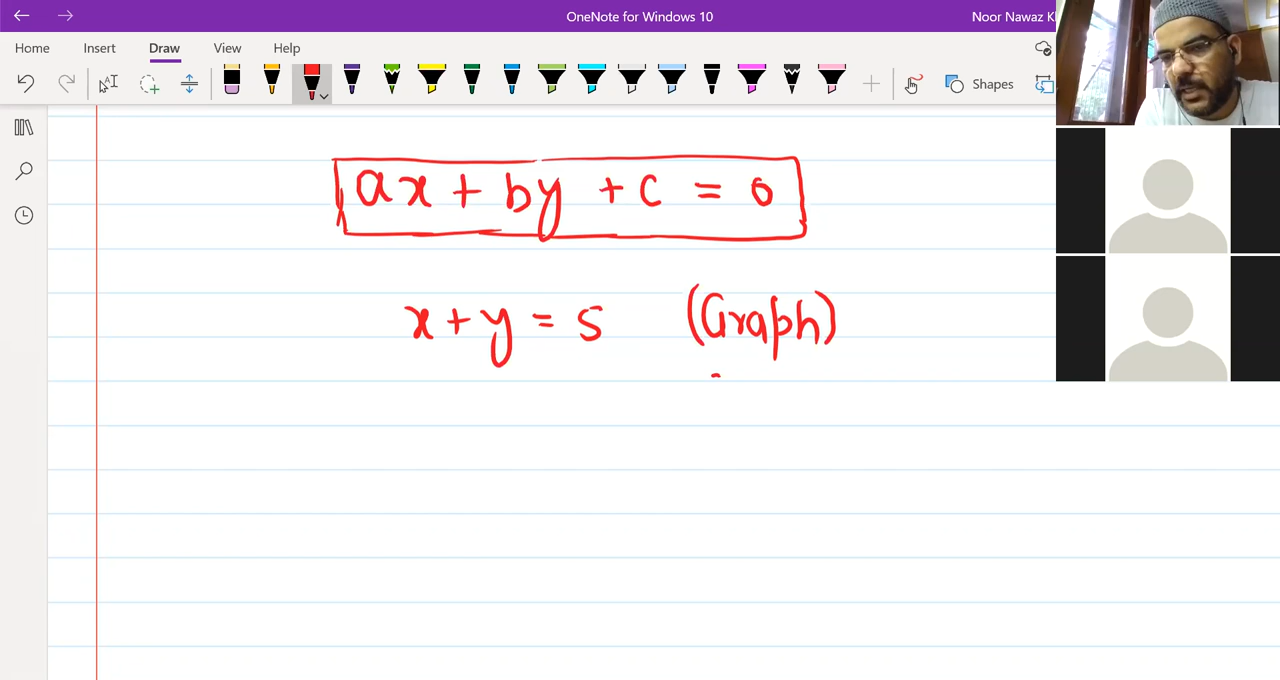 OneNote for Windows 10
Noor Nawaz
Home Insert Draw View Help
Shapes
ax + by + c = 0
x + y = 5 (Graph)